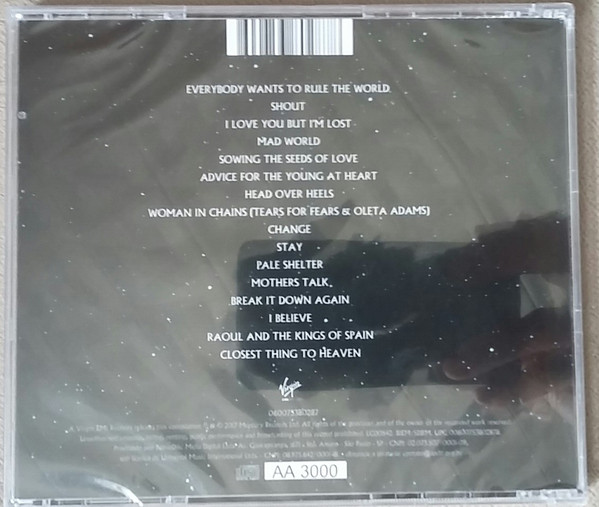 EVERYBODY WANTS TO RULE THE WORLD
SHOUT
I LOVE YOU BUT I'M LOST
MAD WORLD
SOWING THE SEEDS OF LOVE
ADVICE FOR THE YOUNG AT HEART
HEAD OVER HEELS
WOMAN IN CHAINS (TEARS FOR FEARS & OLETA ADAMS)
CHANGE
STAY
PALE SHELTER
MOTHERS TALK
BREAK IT DOWN AGAIN
I BELIEVE
RAOUL AND THE KINGS OF SPAIN
CLOSEST THING TO HEAVEN
Virgin
AA 3000